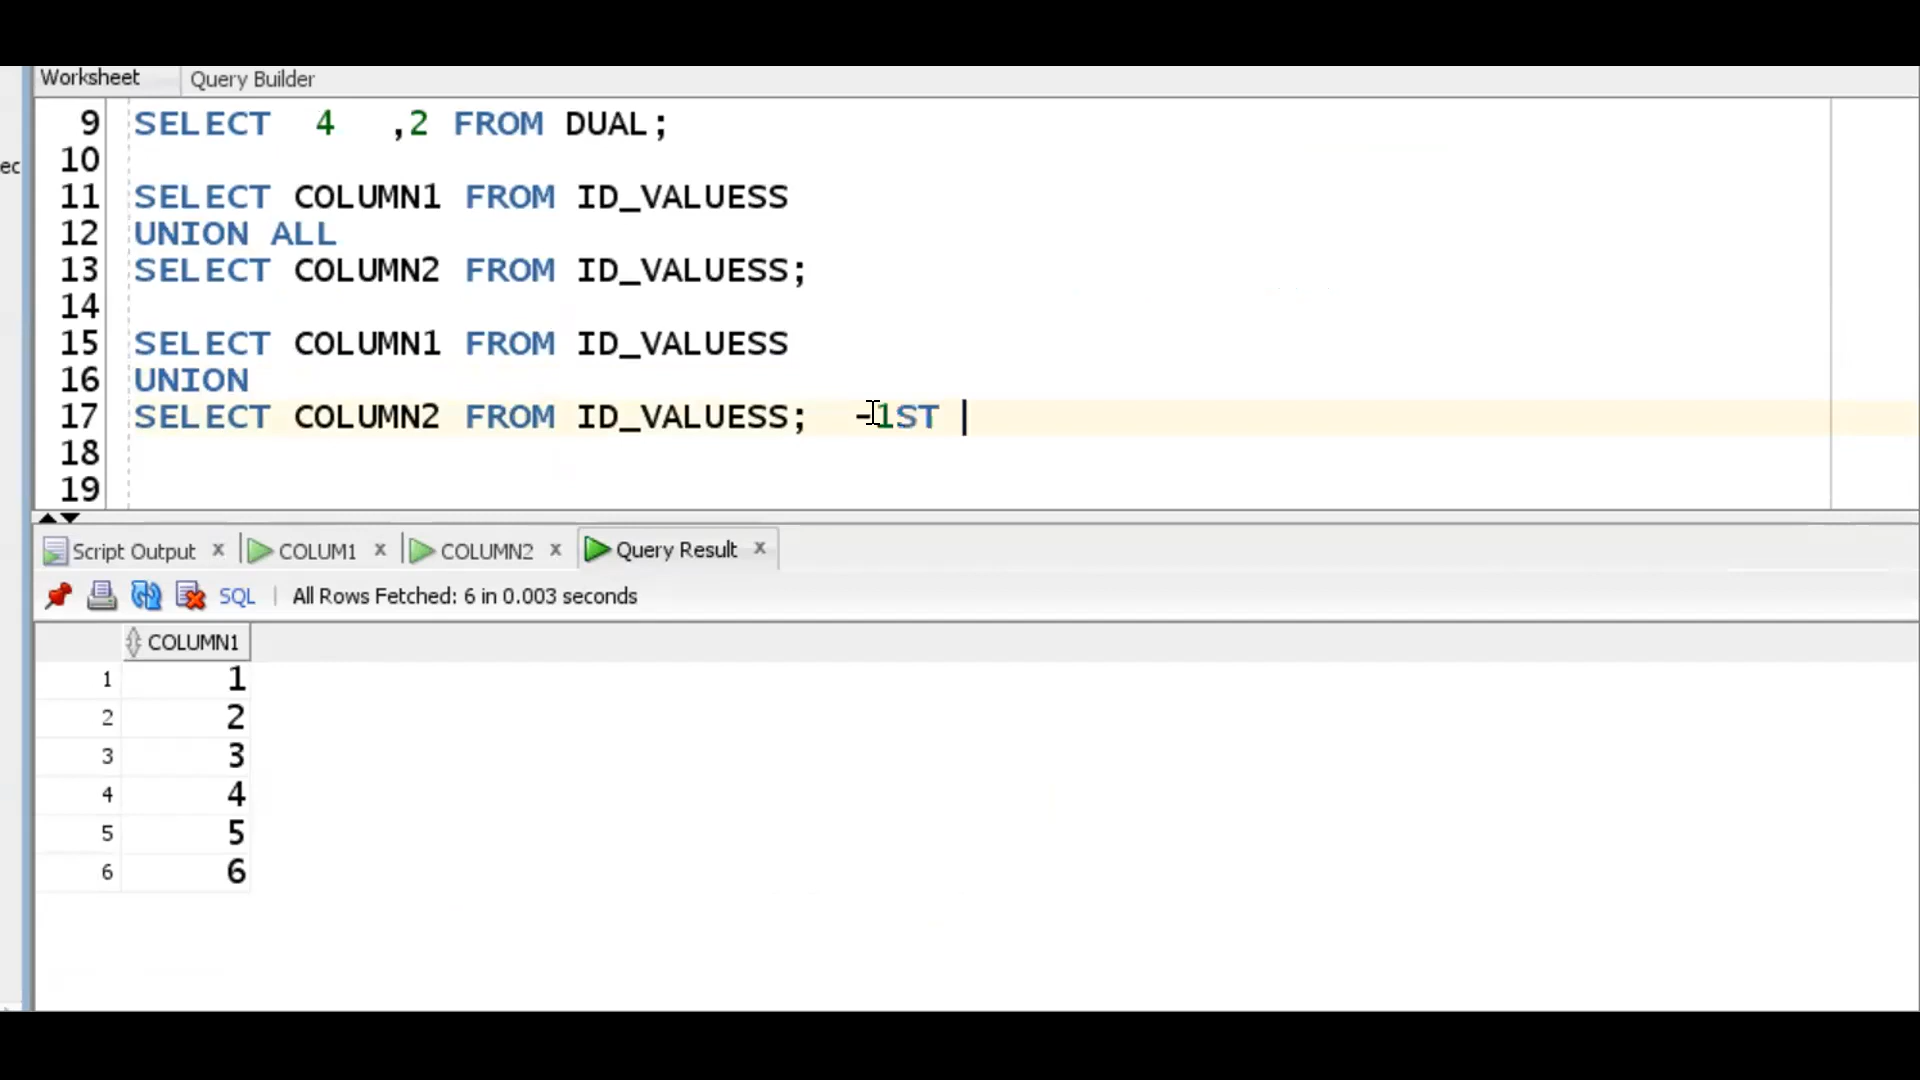 Worksheet Query Builder
9 SELECT 4 ,2 FROM DUAL;
10
ec
11 SELECT COLUMN1 FROM ID_VALUESS
12 UNION ALL
13 SELECT COLUMN2 FROM ID_VALUESS;
14
15 SELECT COLUMN1 FROM ID_VALUESS
16 UNION
17 SELECT COLUMN2 FROM ID_VALUESS; -1ST
18
19
Script Output x COLUM1 x COLUMN2 x Query Result x
SQL All Rows Fetched: 6 in 0.003 seconds
COLUMN1
1 1
2 2
3 3
4 4
5 5
6 6